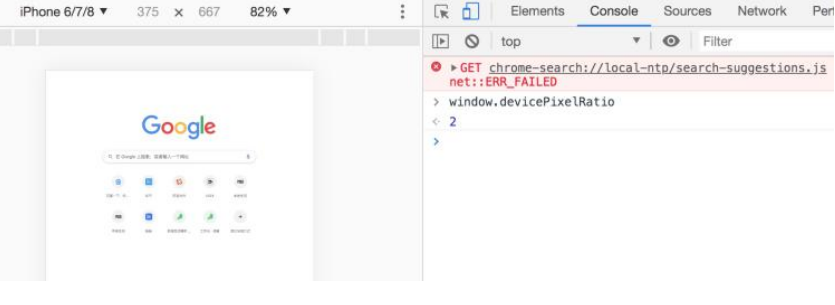 iPhone 6/7/8 ▼ 375 × 667 82% ▼
Elements Console Sources Network Per
top ▼ Filter
GET chrome-search://local-ntp/search-suggestions.js
net::ERR_FAILED
> window.devicePixelRatio
2
>
Google
在 Google 上搜索，或者输入一个网址